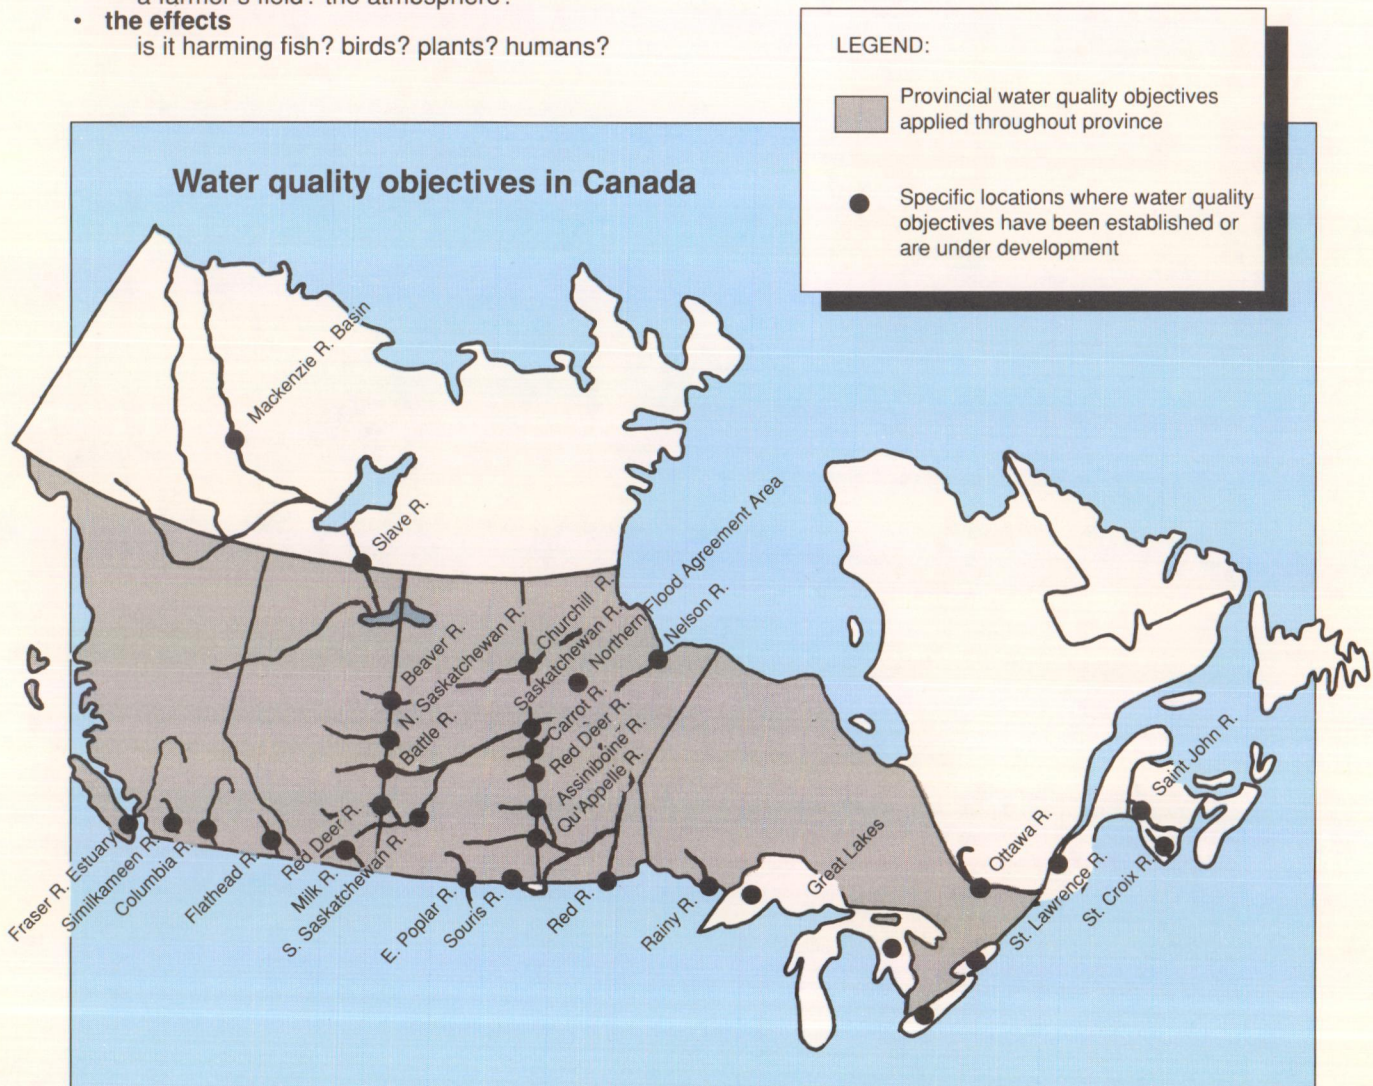 a farmer's field? the atmosphere?
• the effects
is it harming fish? birds? plants? humans?
LEGEND:
Provincial water quality objectives
applied throughout province
Specific locations where water quality
objectives have been established or
are under development
Water quality objectives in Canada
Mackenzie R. Basin
Slave R.
Beaver R.
N. Saskatchewan R.
Battle R.
Churchill R.
Saskatchewan R.
Northern Flood Agreement Area
Nelson R.
Carrot R.
Red Deer R.
Assiniboine R.
Qu'Appelle R.
Fraser R. Estuary
Similkameen R.
Columbia R.
Flathead R.
Red Deer R.
Milk R.
S. Saskatchewan R.
E. Poplar R.
Souris R.
Red R.
Rainy R.
Great Lakes
Ottawa R.
St. Lawrence R.
St. Croix R.
Saint John R.